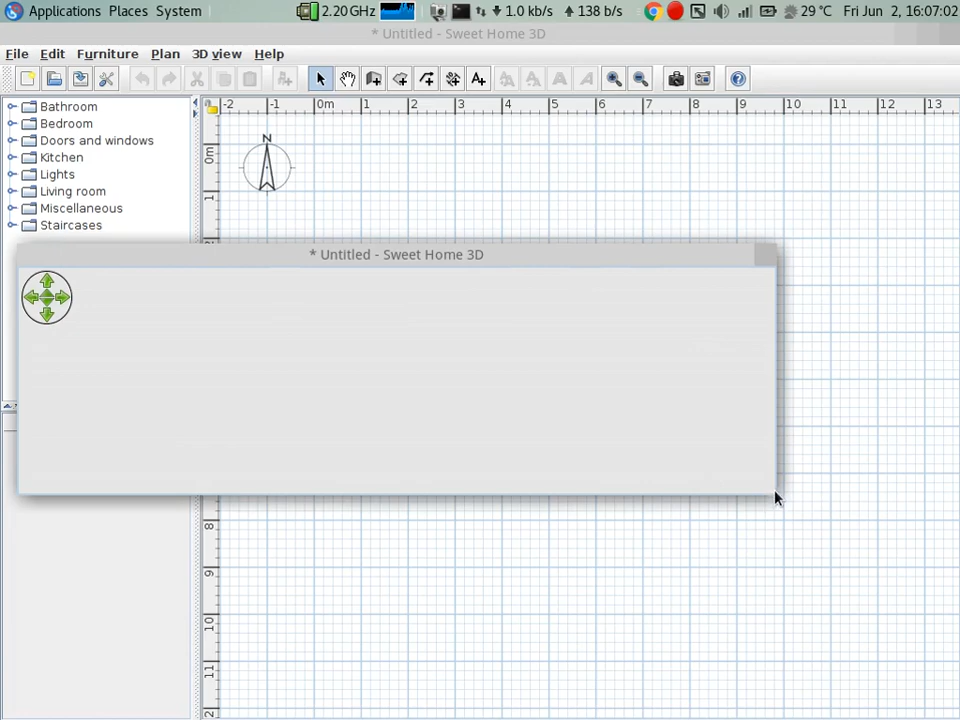 Applications Places System 2.20 GHz 1.0 kb/s 138 b/s 29 °C Fri Jun 2, 16:07:02
* Untitled - Sweet Home 3D
File Edit Furniture Plan 3D view Help
-2 -1 0m 1 2 3 4 5 6 7 8 9 10 11 12 13
Bathroom
Bedroom
Doors and windows
Kitchen
Lights
Living room
Miscellaneous
Staircases
N
0m
1
* Untitled - Sweet Home 3D
8
9
10
11